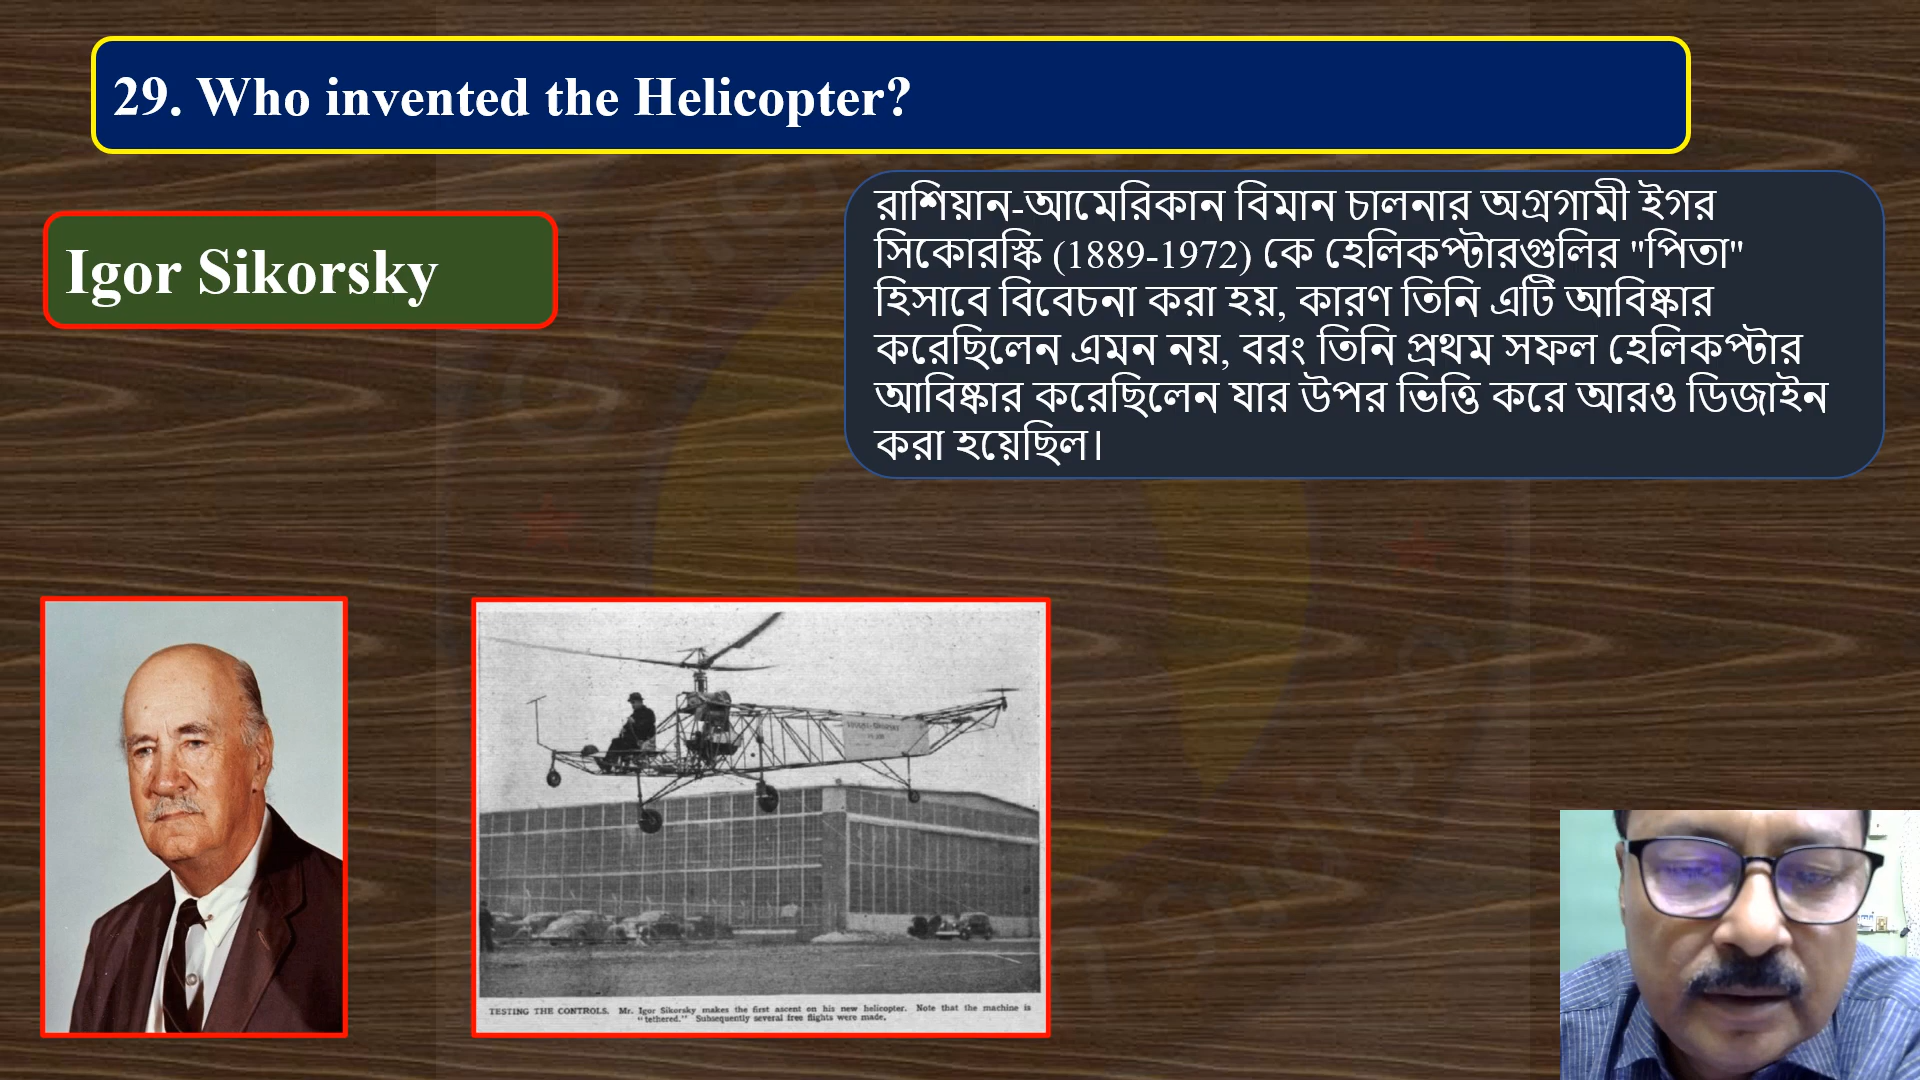 29. Who invented the Helicopter?
Igor Sikorsky
রাশিয়ান-আমেরিকান বিমান চালনার অগ্রগামী ইগর
সিকোরস্কি (1889-1972) কে হেলিকপ্টারগুলির "পিতা"
হিসাবে বিবেচনা করা হয়, কারণ তিনি এটি আবিষ্কার
করেছিলেন এমন নয়, বরং তিনি প্রথম সফল হেলিকপ্টার
আবিষ্কার করেছিলেন যার উপর ভিত্তি করে আরও ডিজাইন
করা হয়েছিল।
TESTING THE CONTROLS. Mr. Igor Sikorsky makes the first ascent on his new helicopter. Note that the machine is
"tethered." Subsequently several free flights were made.